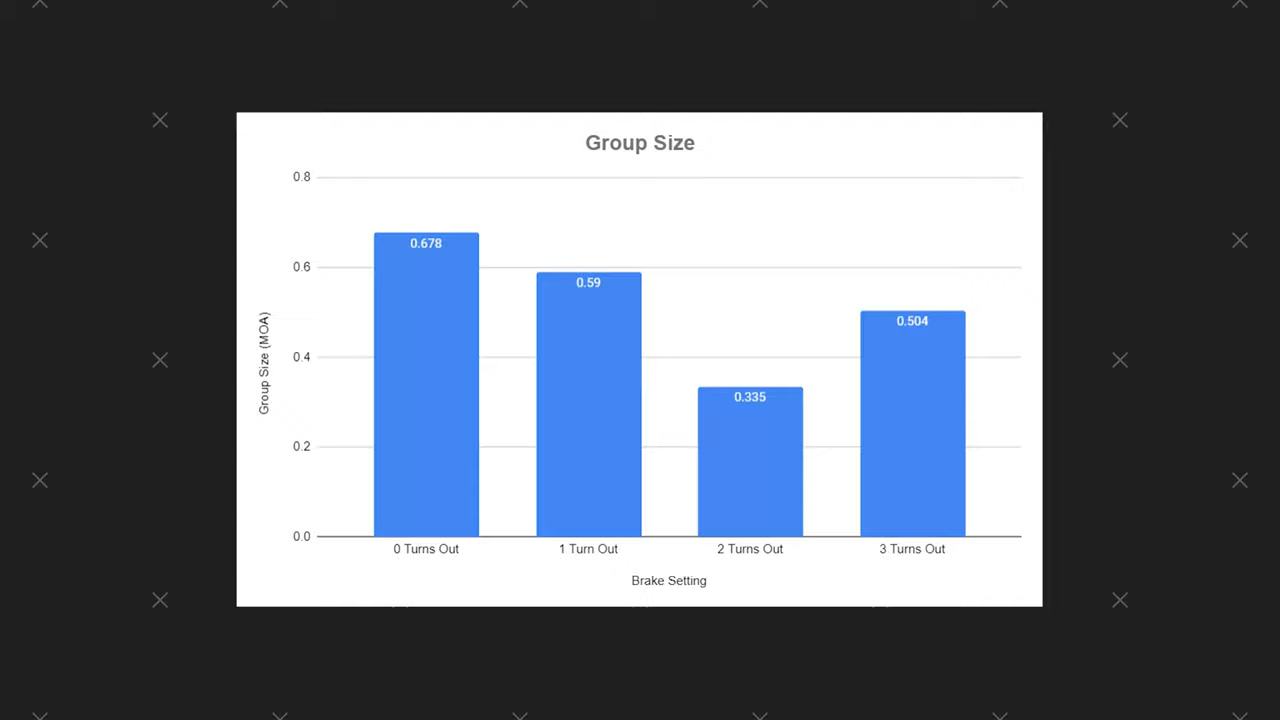 Group Size
0.8
0.6
0.4
0.2
0.0
Group Size (MOA)
0.678
0.59
0.335
0.504
0 Turns Out
1 Turn Out
2 Turns Out
3 Turns Out
Brake Setting